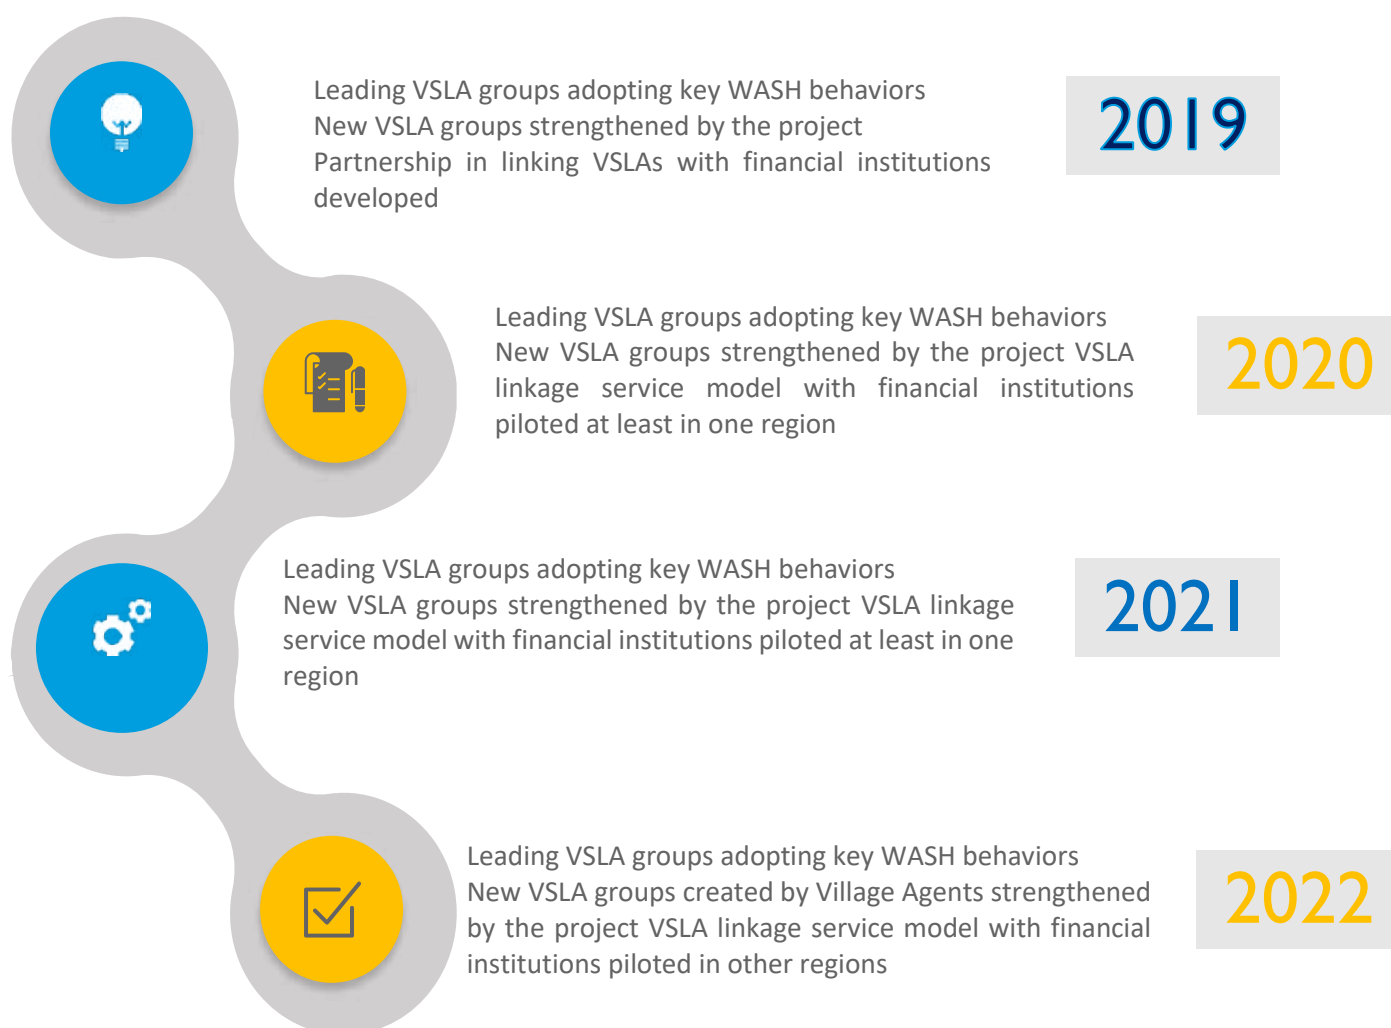 Leading VSLA groups adopting key WASH behaviors
New VSLA groups strengthened by the project
Partnership in linking VSLAs with financial institutions
developed
2019
Leading VSLA groups adopting key WASH behaviors
New VSLA groups strengthened by the project VSLA
linkage service model with financial institutions
piloted at least in one region
2020
Leading VSLA groups adopting key WASH behaviors
New VSLA groups strengthened by the project VSLA linkage
service model with financial institutions piloted at least in one
region
2021
Leading VSLA groups adopting key WASH behaviors
New VSLA groups created by Village Agents strengthened
by the project VSLA linkage service model with financial
institutions piloted in other regions
2022